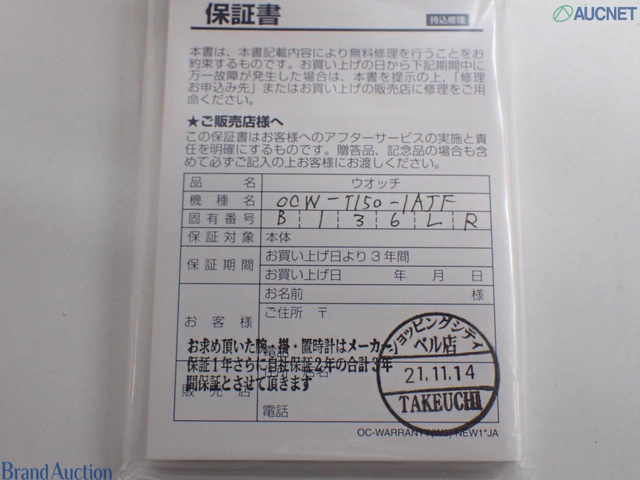 AUCNET
保証書
持込修理
本書は、本書記載内容により無料修理を行うことをお
約束するものです。お買い上げの日から下記期間中に
万一故障が発生した場合は、本書を提示の上、「修理
お申込み先」またはお買い上げの販売店に修理をご用
命ください。
★ご販売店様へ
この保証書はお客様へのアフターサービスの実施と責
任を明確にするものです。贈答品、記念品の場合も含
めて必ずご記入の上お客様にお渡しください。
品名 ウオッチ
機種名 OCW-T150-1AJF
固有番号 B 1 3 6 L R
保証対象 本体
保証期間 お買い上げ日より3年間
お買い上げ日 年 月 日
お名前 様
お客様 ご住所 〒
お求め頂いた腕・掛・置時計はメーカー
保証1年さらに自社保証2年の合計3年
間保証とさせて頂きます
販売店
電話
ショッピングシティ
ベル店
21.11.14
TAKEUCHI
Brand Auction